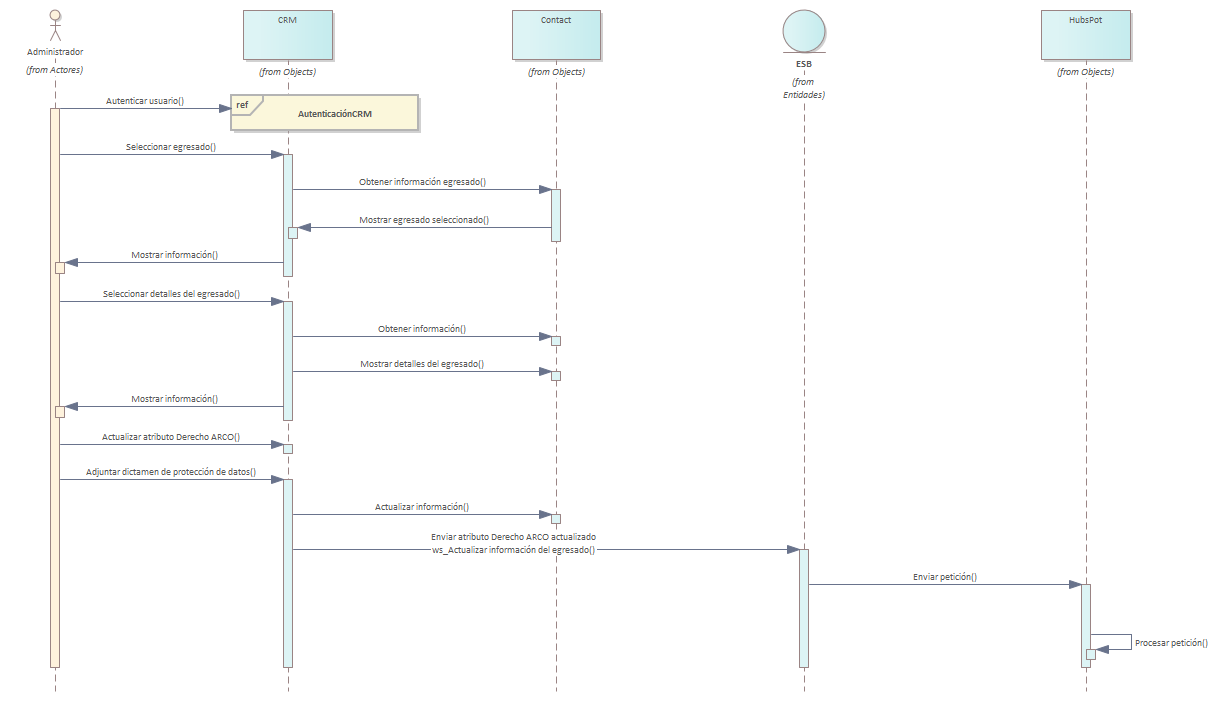 CRM
Contact
HubsPot
Administrador
(from Actores)
(from Objects)
(from Objects)
ESB
(from
Entidades)
(from Objects)
Autenticar usuario()
ref
AutenticaciónCRM
Seleccionar egresado()
Obtener información egresado()
Mostrar egresado seleccionado()
Mostrar información()
Seleccionar detalles del egresado()
Obtener información()
Mostrar detalles del egresado()
Mostrar información()
Actualizar atributo Derecho ARCO()
Adjuntar dictamen de protección de datos()
Actualizar información()
Enviar atributo Derecho ARCO actualizado
ws_Actualizar información del egresado()
Enviar petición()
Procesar petición()